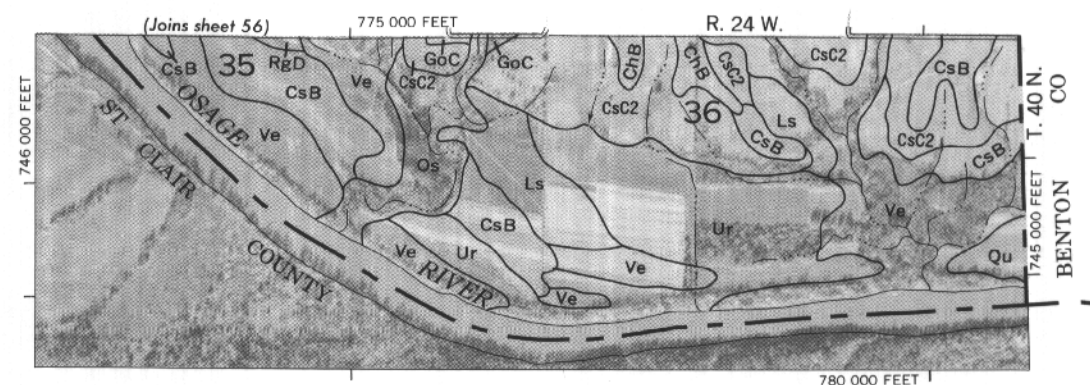 (Joins sheet 56)
775 000 FEET
R. 24 W.
CsB
35
RgD
Ve
CsC2
GoC
GoC
ChB
ChB
CsC2
CsC2
CsB
CsB
OSAGE
Ve
CsC2
36
Ls
CsC2
CsB
CsB
T. 40 N.
CO
746 000 FEET
ST
CLAIR
COUNTY
Os
Ls
CsB
Ve
Ur
Ve
RIVER
Ve
Ur
Ve
Qu
745 000 FEET
BENTON
780 000 FEET